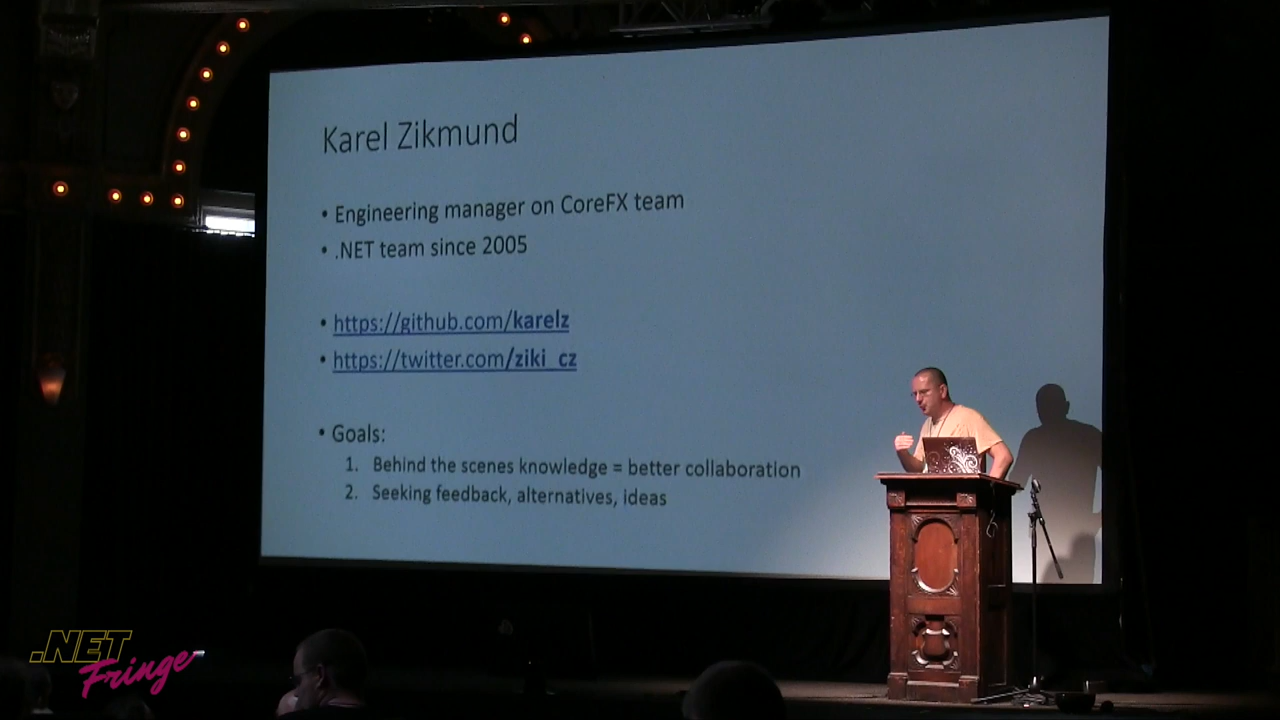 Karel Zikmund
• Engineering manager on CoreFX team
• .NET team since 2005
• https://github.com/karelz
• https://twitter.com/ziki_cz
• Goals:
1. Behind the scenes knowledge = better collaboration
2. Seeking feedback, alternatives, ideas
.NET
Fringe